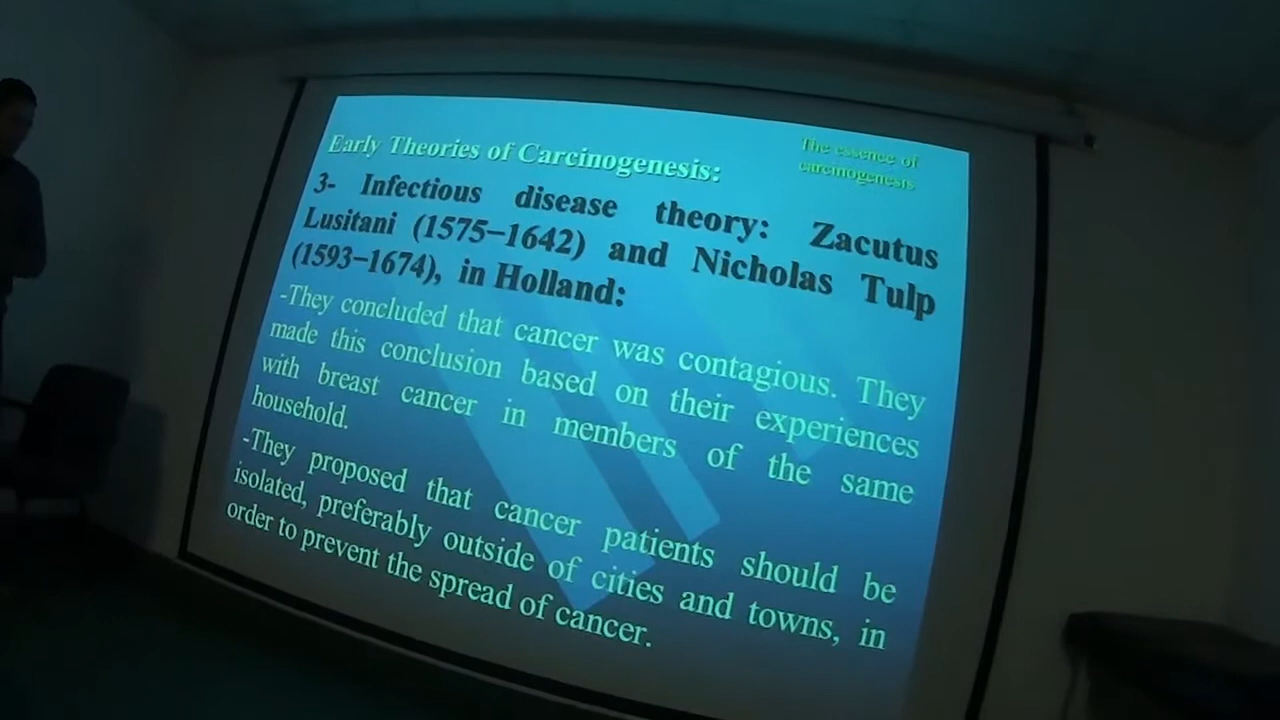 The essence of
carcinogenesis
Early Theories of Carcinogenesis:
3- Infectious disease theory: Zacutus
Lusitani (1575–1642) and Nicholas Tulp
(1593–1674), in Holland:
-They concluded that cancer was contagious. They
made this conclusion based on their experiences
with breast cancer in members of the same
household.
-They proposed that cancer patients should be
isolated, preferably outside of cities and towns, in
order to prevent the spread of cancer.